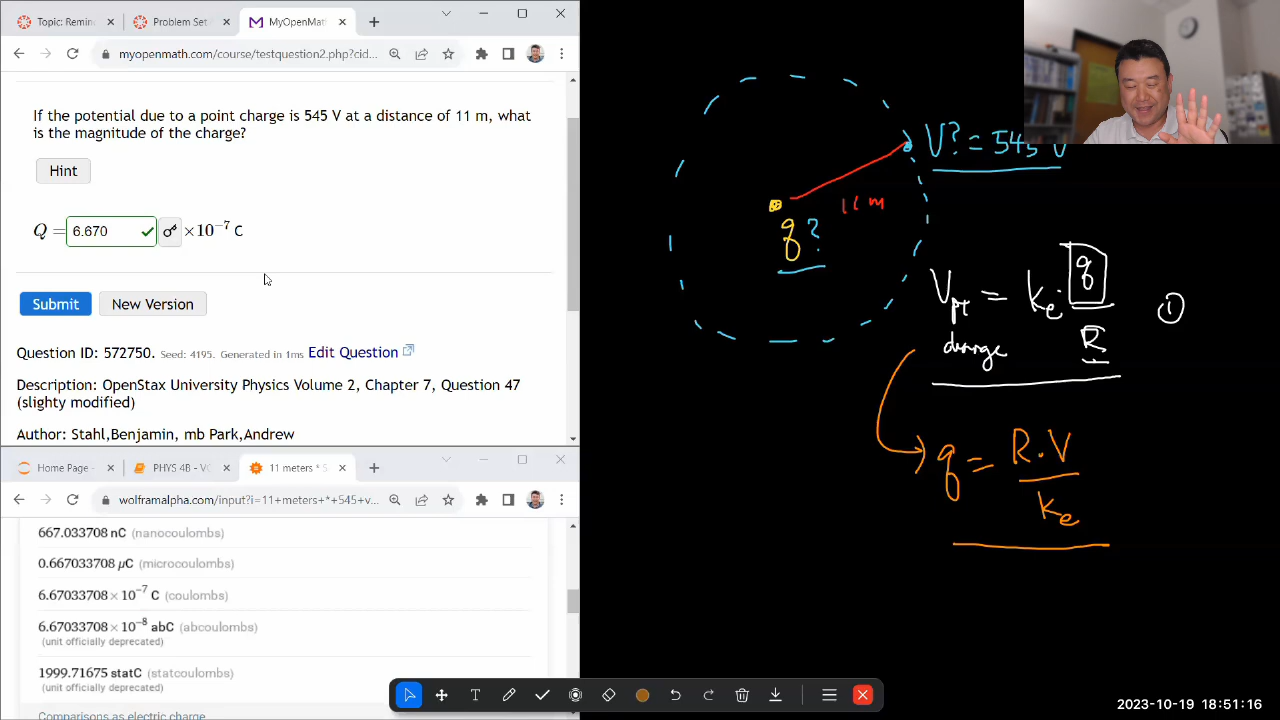 Topic: Remin
Problem Set.
MyOpenMath
myopenmath.com/course/testquestion2.php?cid...
If the potential due to a point charge is 545 V at a distance of 11 m, what
is the magnitude of the charge?
Hint
Q = 6.670 ×10⁻⁷ C
Submit
New Version
Question ID: 572750. Seed: 4195. Generated in 1ms Edit Question
Description: OpenStax University Physics Volume 2, Chapter 7, Question 47
(slighty modified)
Author: Stahl,Benjamin, mb Park,Andrew
Home Page -
PHYS 4B - VC
11 meters * 5
wolframalpha.com/input?i=11+meters+*+545+v...
667.033708 nC (nanocoulombs)
0.667033708 μC (microcoulombs)
6.67033708 × 10⁻⁷ C (coulombs)
6.67033708 × 10⁻⁸ abC (abcoulombs)
(unit officially deprecated)
1999.71675 statC (statcoulombs)
(unit officially deprecated)
Comparisons as electric charge
V? = 545 V
11 m
q?
V pt charge = ke · q / R ①
q = R·V / ke
T
2023-10-19 18:51:16